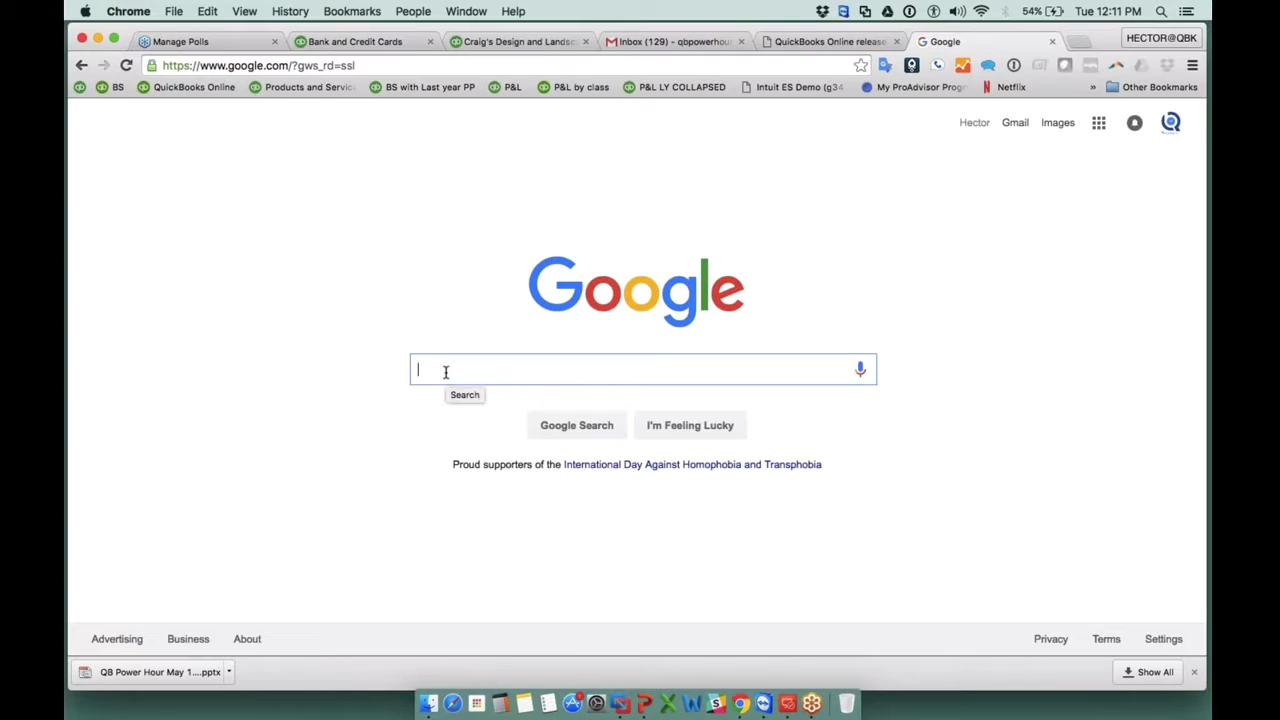 Chrome File Edit View History Bookmarks People Window Help 54% Tue 12:11 PM
Manage Polls Bank and Credit Cards Craig's Design and Landsc Inbox (129) - qbpowerhou QuickBooks Online release Google HECTOR@QBK
https://www.google.com/?gws_rd=ssl
BS QuickBooks Online Products and Servic BS with Last year PP P&L P&L by class P&L LY COLLAPSED Intuit ES Demo (g34 My ProAdvisor Prog Netflix » Other Bookmarks
Hector Gmail Images
Google
Search
Google Search I'm Feeling Lucky
Proud supporters of the International Day Against Homophobia and Transphobia
Advertising Business About Privacy Terms Settings
QB Power Hour May 1....pptx Show All